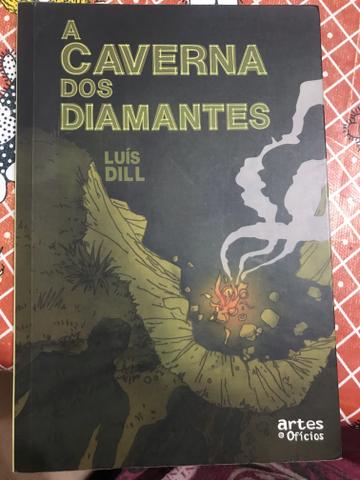 A
CAVERNA
DOS
DIAMANTES
LUÍS
DILL
artes
e Ofícios